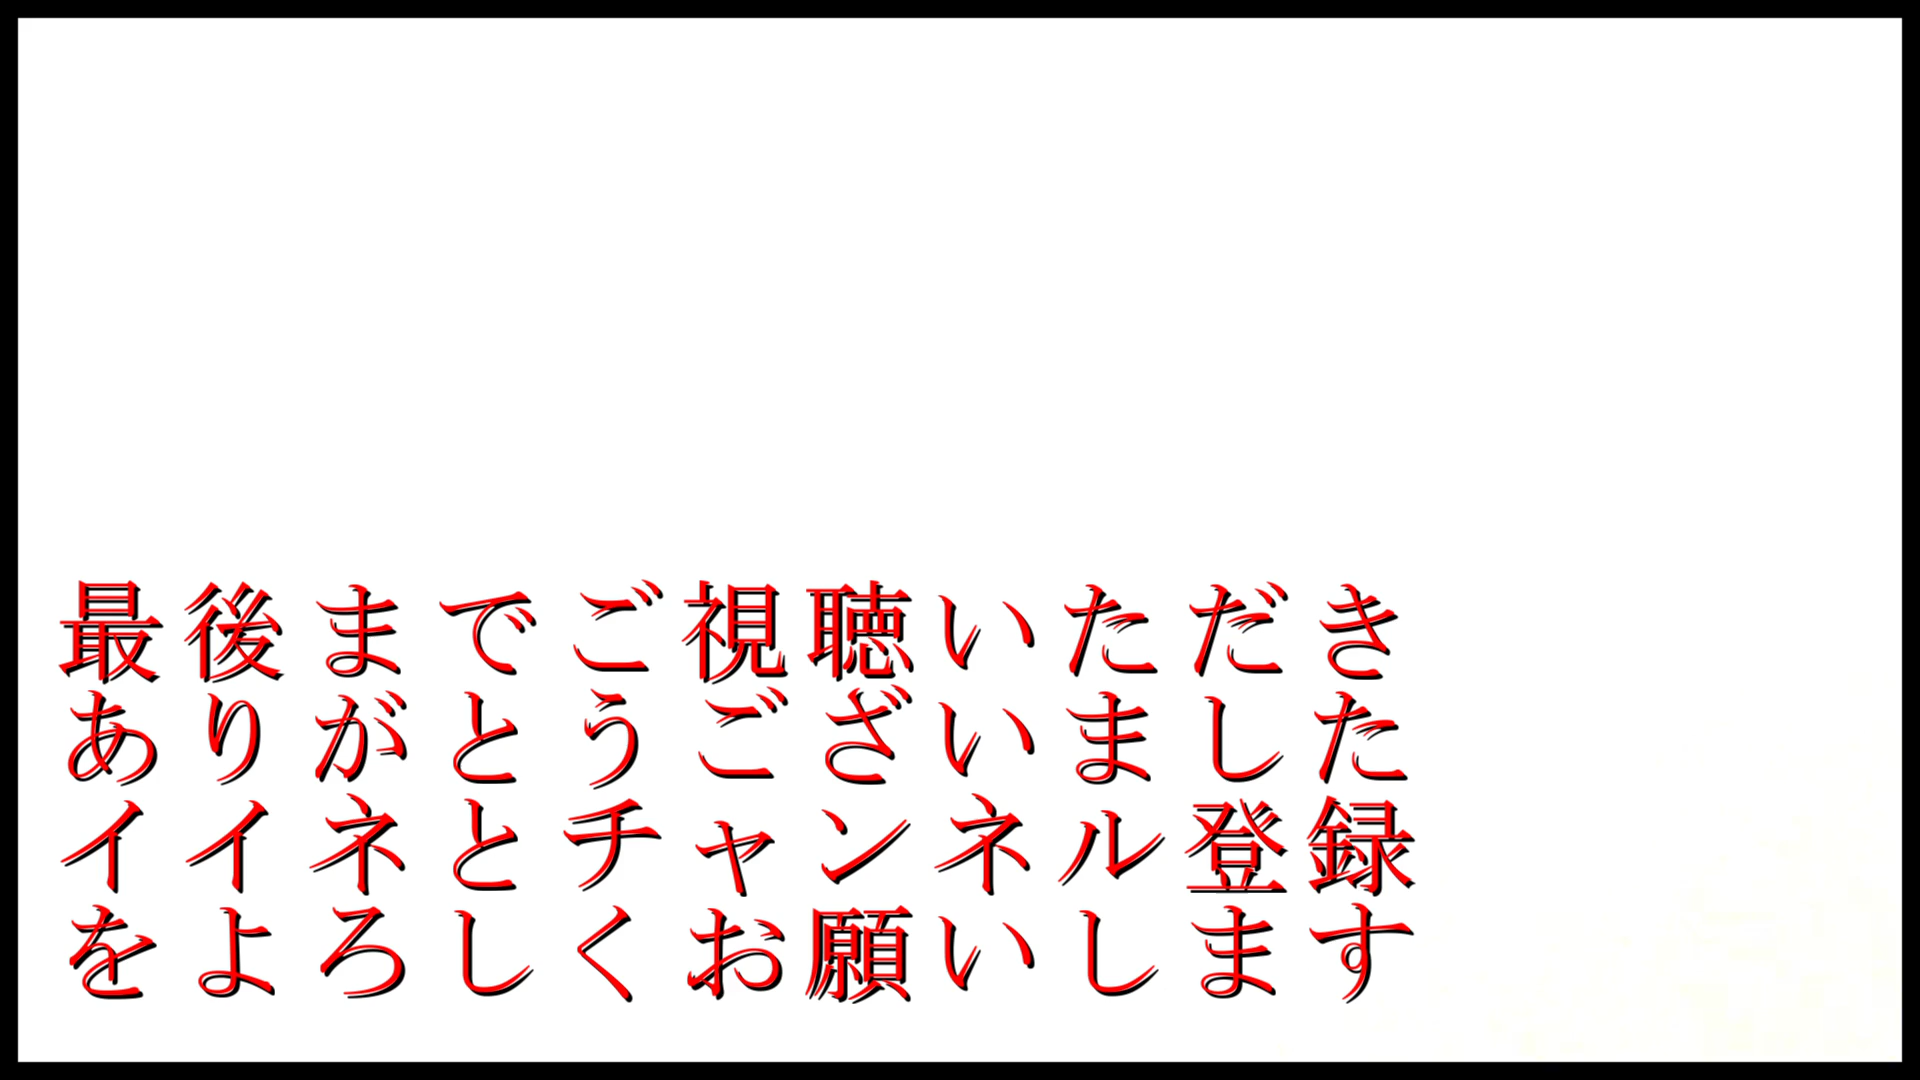 最後までご視聴いただき
ありがとうございました
イイネとチャンネル登録
をよろしくお願いします